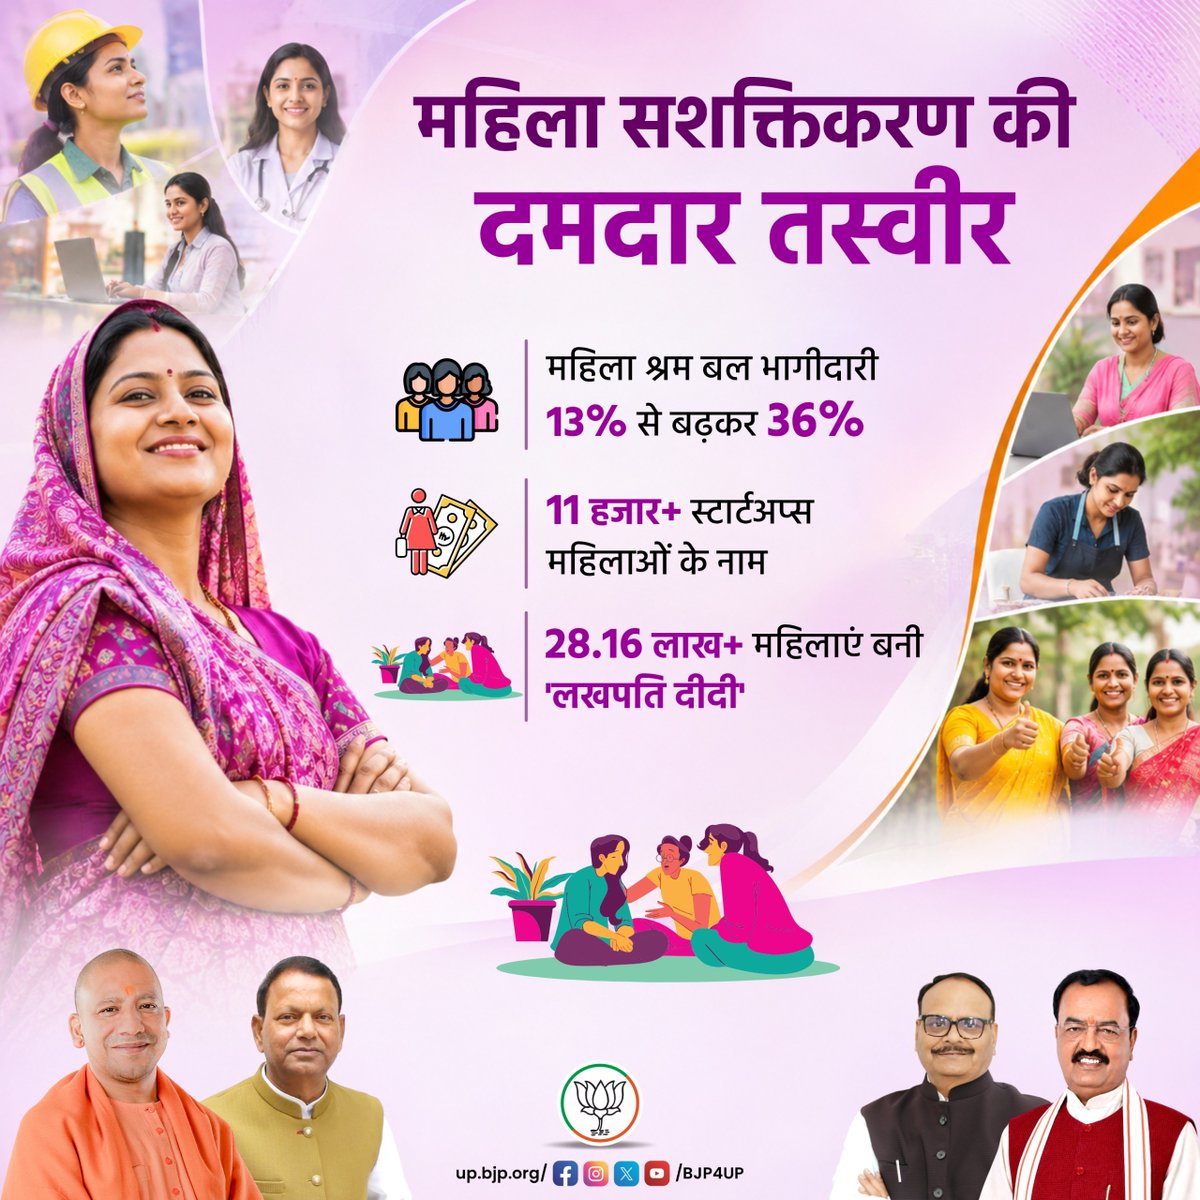 महिला सशक्तिकरण की
दमदार तस्वीर
महिला श्रम बल भागीदारी
13% से बढ़कर 36%
11 हजार+ स्टार्टअप्स
महिलाओं के नाम
28.16 लाख+ महिलाएं बनी
'लखपति दीदी'
up.bjp.org/ /BJP4UP